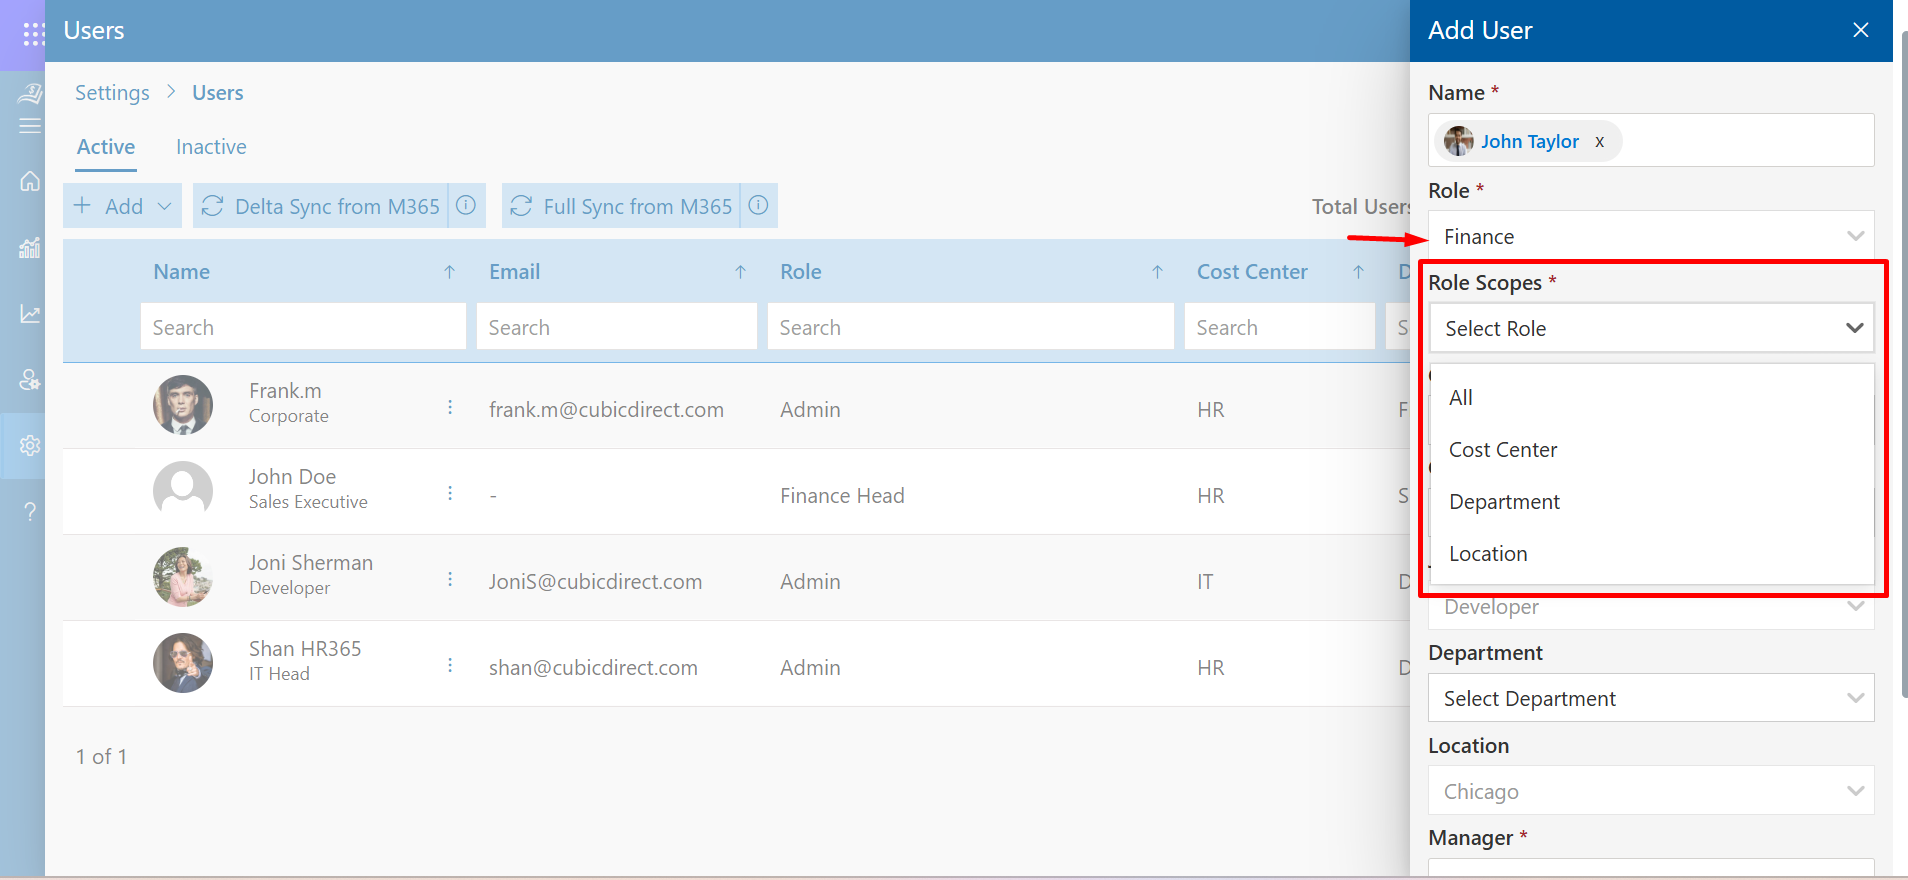 Users
Settings > Users
Active Inactive
+ Add Delta Sync from M365 Full Sync from M365 Total Users
Name Email Role Cost Center D
Search Search Search Search S
Frank.m
Corporate
frank.m@cubicdirect.com Admin HR F
John Doe
Sales Executive
- Finance Head HR S
Joni Sherman
Developer
JoniS@cubicdirect.com Admin IT D
Shan HR365
IT Head
shan@cubicdirect.com Admin HR D
1 of 1
Add User
Name *
John Taylor x
Role *
Finance
Role Scopes *
Select Role
All
Cost Center
Department
Location
Developer
Department
Select Department
Location
Chicago
Manager *